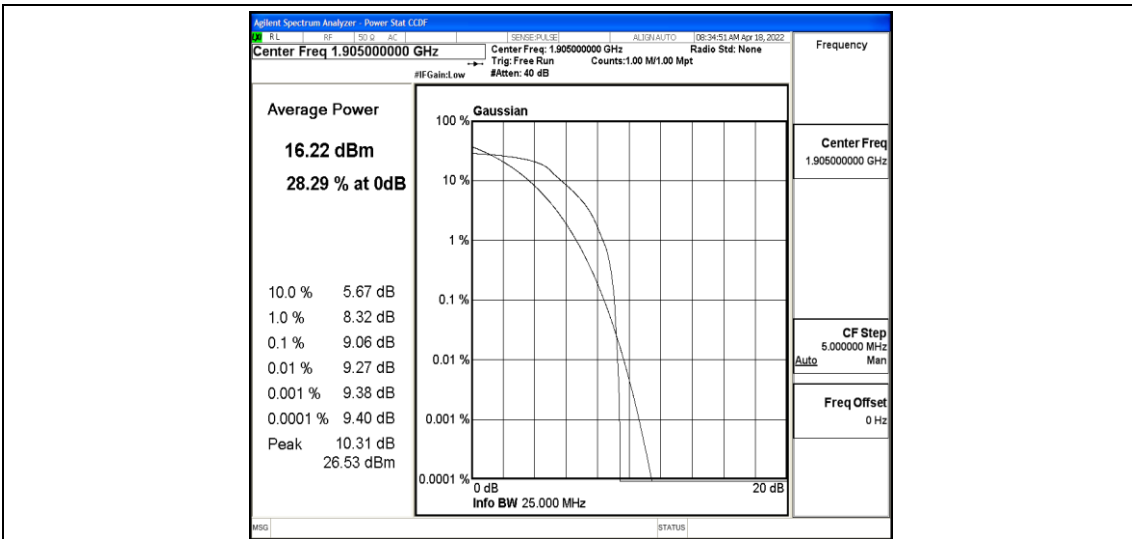 Agilent Spectrum Analyzer - Power Stat CCDF
LXI RL RF 50 Ω AC SENSE:PULSE ALIGNAUTO 08:34:51 AM Apr 18, 2022
Center Freq 1.905000000 GHz
Center Freq: 1.905000000 GHz Radio Std: None
Trig: Free Run Counts:1.00 M/1.00 Mpt
#IFGain:Low #Atten: 40 dB
Frequency
Average Power
16.22 dBm
28.29 % at 0dB
10.0 % 5.67 dB
1.0 % 8.32 dB
0.1 % 9.06 dB
0.01 % 9.27 dB
0.001 % 9.38 dB
0.0001 % 9.40 dB
Peak 10.31 dB
26.53 dBm
Gaussian
100 %
10 %
1 %
0.1 %
0.01 %
0.001 %
0.0001 %
0 dB 20 dB
Info BW 25.000 MHz
Center Freq
1.905000000 GHz
CF Step
5.000000 MHz
Auto Man
Freq Offset
0 Hz
MSG STATUS